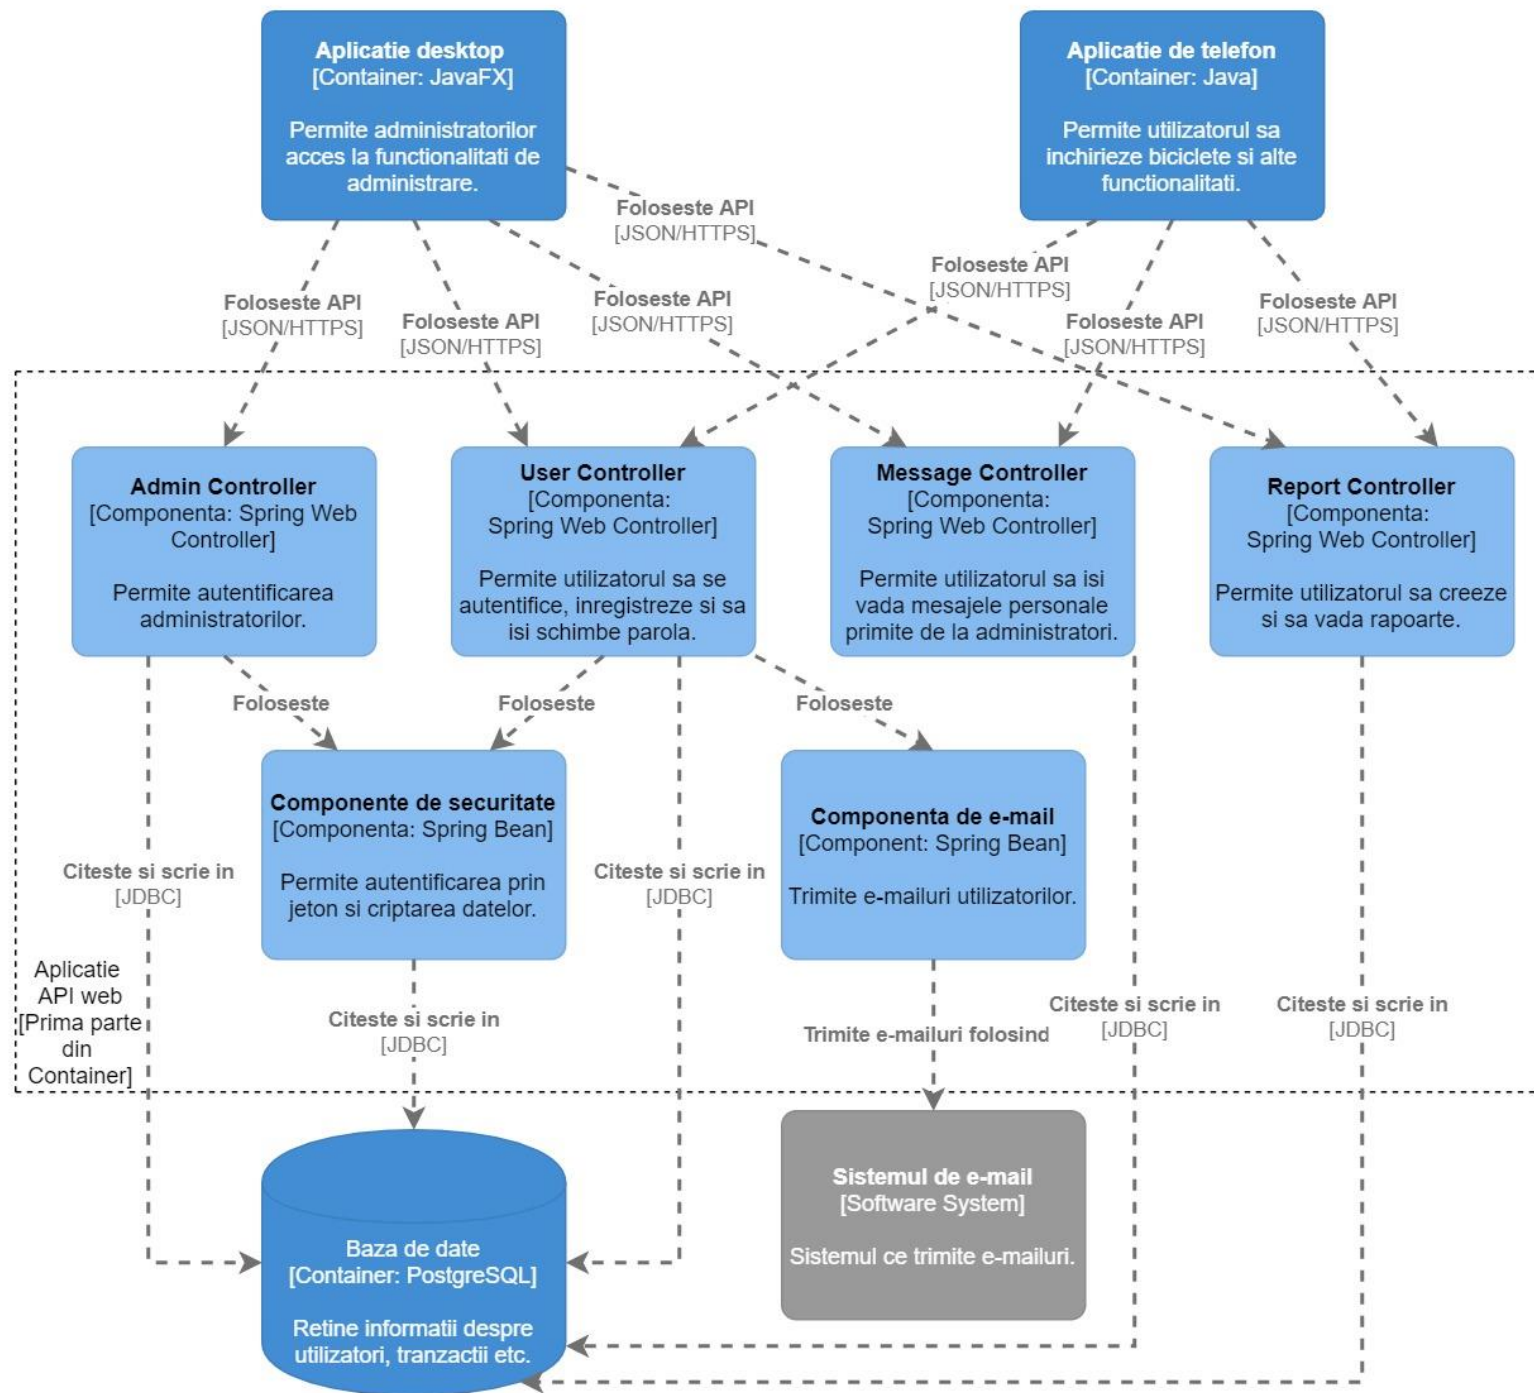 Aplicatie desktop
[Container: JavaFX]
Permite administratorilor
acces la functionalitati de
administrare.
Aplicatie de telefon
[Container: Java]
Permite utilizatorul sa
inchirieze biciclete si alte
functionalitati.
Foloseste API
[JSON/HTTPS]
Foloseste API
[JSON/HTTPS]
Foloseste API
[JSON/HTTPS]
Foloseste API
[JSON/HTTPS]
Foloseste API
[JSON/HTTPS]
Foloseste API
[JSON/HTTPS]
Foloseste API
[JSON/HTTPS]
Admin Controller
[Componenta: Spring Web
Controller]
Permite autentificarea
administratorilor.
User Controller
[Componenta:
Spring Web Controller]
Permite utilizatorul sa se
autentifice, inregistreze si sa
isi schimbe parola.
Message Controller
[Componenta:
Spring Web Controller]
Permite utilizatorul sa isi
vada mesajele personale
primite de la administratori.
Report Controller
[Componenta:
Spring Web Controller]
Permite utilizatorul sa creeze
si sa vada rapoarte.
Foloseste
Foloseste
Foloseste
Componente de securitate
[Componenta: Spring Bean]
Permite autentificarea prin
jeton si criptarea datelor.
Componenta de e-mail
[Component: Spring Bean]
Trimite e-mailuri utilizatorilor.
Citeste si scrie in
[JDBC]
Citeste si scrie in
[JDBC]
Aplicatie
API web
[Prima parte
din
Container]
Citeste si scrie in
[JDBC]
Trimite e-mailuri folosind
Citeste si scrie in
[JDBC]
Citeste si scrie in
[JDBC]
Baza de date
[Container: PostgreSQL]
Retine informatii despre
utilizatori, tranzactii etc.
Sistemul de e-mail
[Software System]
Sistemul ce trimite e-mailuri.